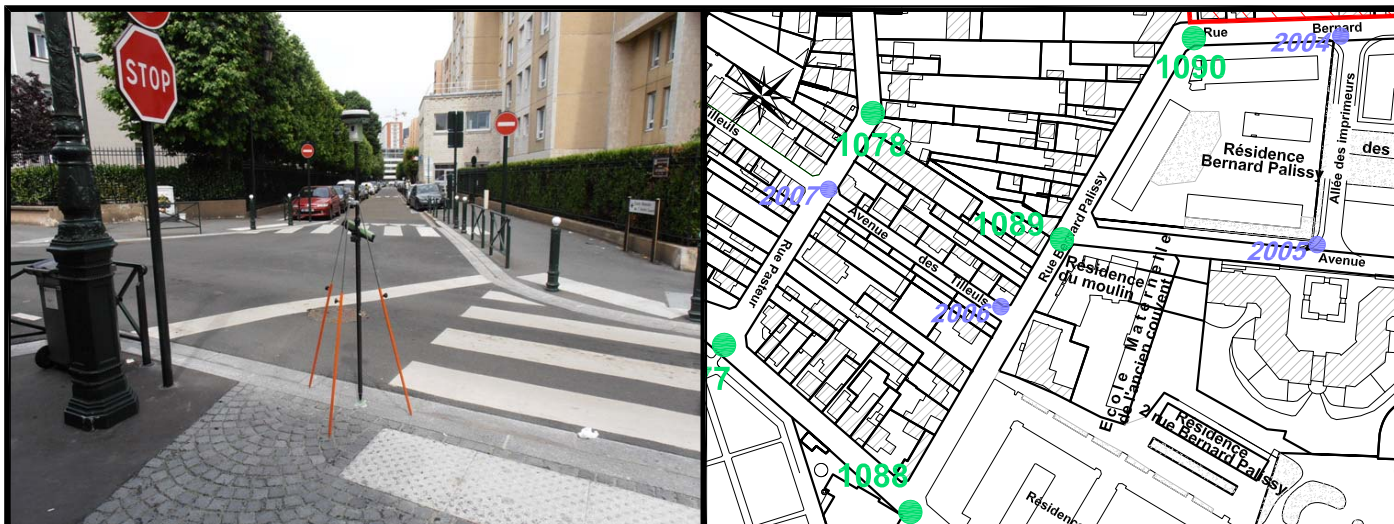 STOP
Rue
Bernard
2004
1090
1078
Tilleuls
2007
Résidence
Bernard Palissy
Allée des imprimeurs
des
1089
Avenue
des
Tilleuls
Rue Bernard Palissy
2005
Avenue
Rue Pasteur
Résidence
du moulin
2006
Ecole Maternelle
de l'ancien couvent
77
Résidence
2 rue Bernard Palissy
1088
Résidenc